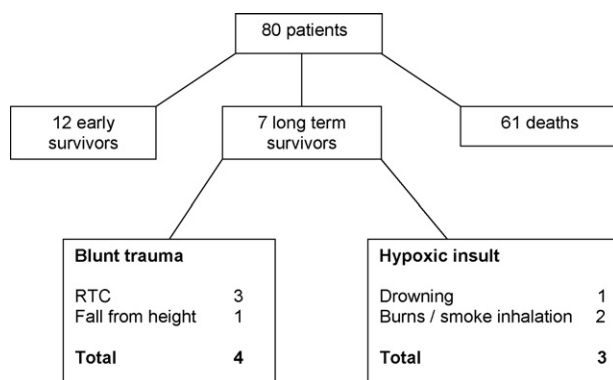 80 patients
12 early
survivors
7 long term
survivors
61 deaths
Blunt trauma
RTC 3
Fall from height 1
Total 4
Hypoxic insult
Drowning 1
Burns / smoke inhalation 2
Total 3